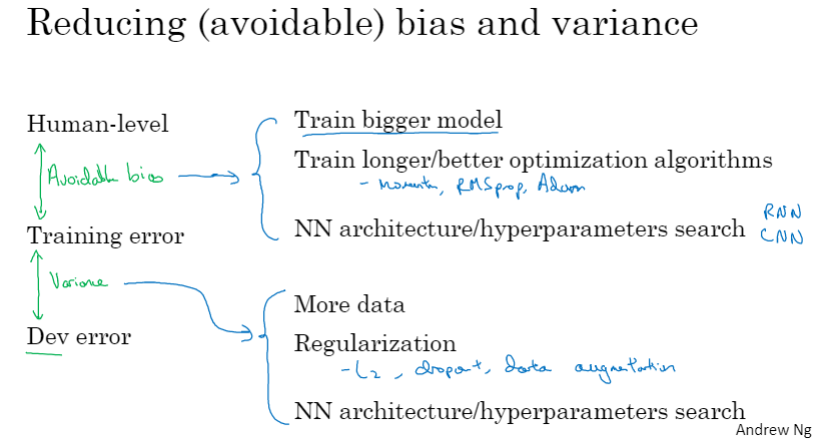 Reducing (avoidable) bias and variance
Human-level
Train bigger model
Avoidable bias
Train longer/better optimization algorithms
- Momentum, RMSprop, Adam
RNN
Training error
NN architecture/hyperparameters search
CNN
Variance
More data
Dev error
Regularization
- L2, dropout, data augmentation
NN architecture/hyperparameters search
Andrew Ng